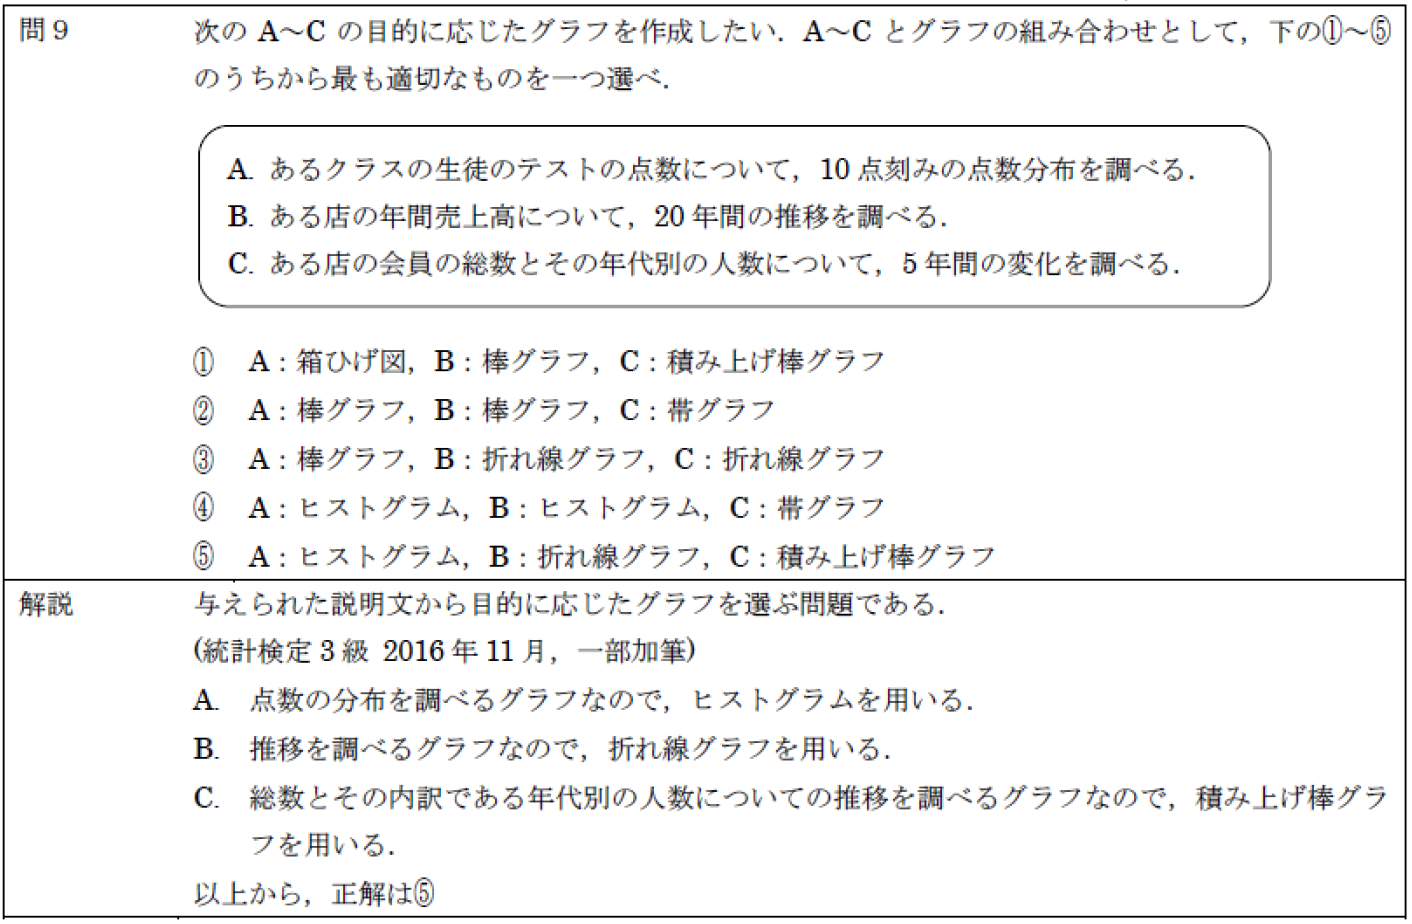 問９
次の A～C の目的に応じたグラフを作成したい．A～C とグラフの組み合わせとして，下の①～⑤
のうちから最も適切なものを一つ選べ．
A. あるクラスの生徒のテストの点数について，10 点刻みの点数分布を調べる．
B. ある店の年間売上高について，20 年間の推移を調べる．
C. ある店の会員の総数とその年代別の人数について，5 年間の変化を調べる．
① A：箱ひげ図，B：棒グラフ，C：積み上げ棒グラフ
② A：棒グラフ，B：棒グラフ，C：帯グラフ
③ A：棒グラフ，B：折れ線グラフ，C：折れ線グラフ
④ A：ヒストグラム，B：ヒストグラム，C：帯グラフ
⑤ A：ヒストグラム，B：折れ線グラフ，C：積み上げ棒グラフ
解説
与えられた説明文から目的に応じたグラフを選ぶ問題である．
(統計検定 3 級 2016 年 11 月，一部加筆)
A. 点数の分布を調べるグラフなので，ヒストグラムを用いる．
B. 推移を調べるグラフなので，折れ線グラフを用いる．
C. 総数とその内訳である年代別の人数についての推移を調べるグラフなので，積み上げ棒グラ
フを用いる．
以上から，正解は⑤